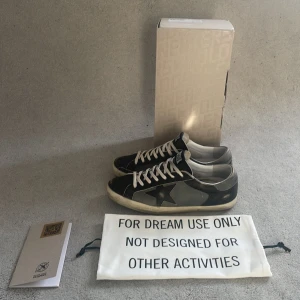 FOR DREAM USE ONLY
NOT DESIGNED FOR
OTHER ACTIVITIES